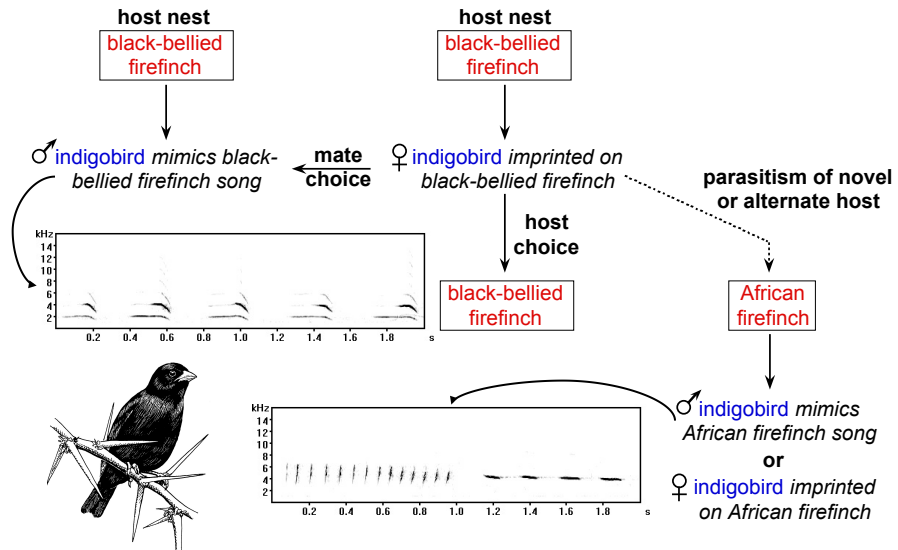 host nest
black-bellied
firefinch
host nest
black-bellied
firefinch
♂ indigobird mimics black-
bellied firefinch song
mate
choice
♀ indigobird imprinted on
black-bellied firefinch
parasitism of novel
or alternate host
host
choice
kHz
14
12
10
8
6
4
2
0.2 0.4 0.6 0.8 1.0 1.2 1.4 1.6 1.8 s
black-bellied
firefinch
African
firefinch
♂ indigobird mimics
African firefinch song
or
♀ indigobird imprinted
on African firefinch
kHz
14
12
10
8
6
4
2
0.2 0.4 0.6 0.8 1.0 1.2 1.4 1.6 1.8 s